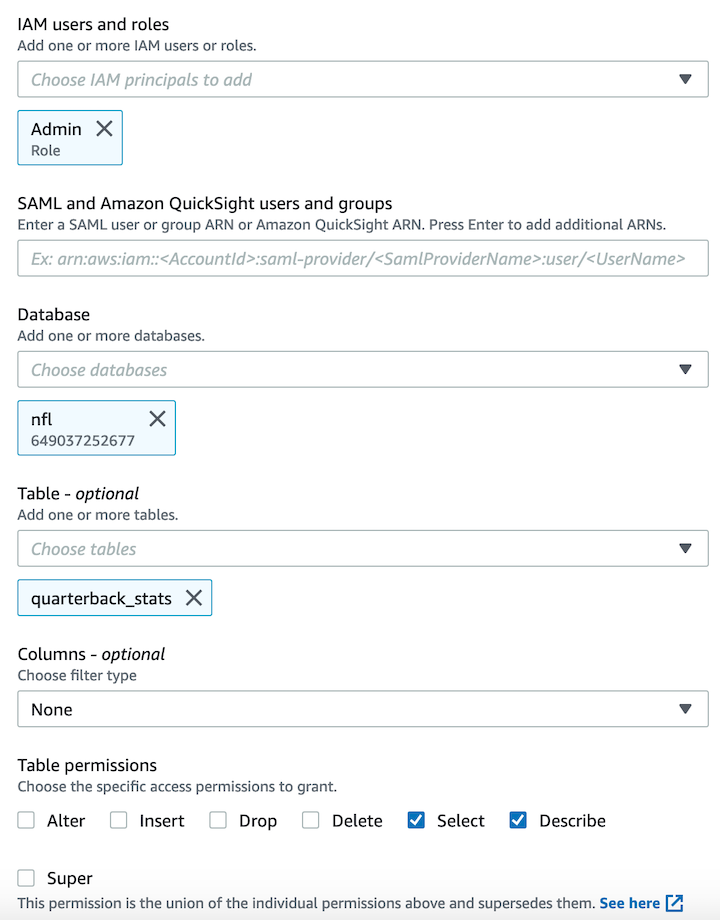 IAM users and roles
Add one or more IAM users or roles.
Choose IAM principals to add
Admin
Role
SAML and Amazon QuickSight users and groups
Enter a SAML user or group ARN or Amazon QuickSight ARN. Press Enter to add additional ARNs.
Ex: arn:aws:iam::<AccountId>:saml-provider/<SamlProviderName>:user/<UserName>
Database
Add one or more databases.
Choose databases
nfl
649037252677
Table - optional
Add one or more tables.
Choose tables
quarterback_stats
Columns - optional
Choose filter type
None
Table permissions
Choose the specific access permissions to grant.
Alter Insert Drop Delete Select Describe
Super
This permission is the union of the individual permissions above and supersedes them. See here